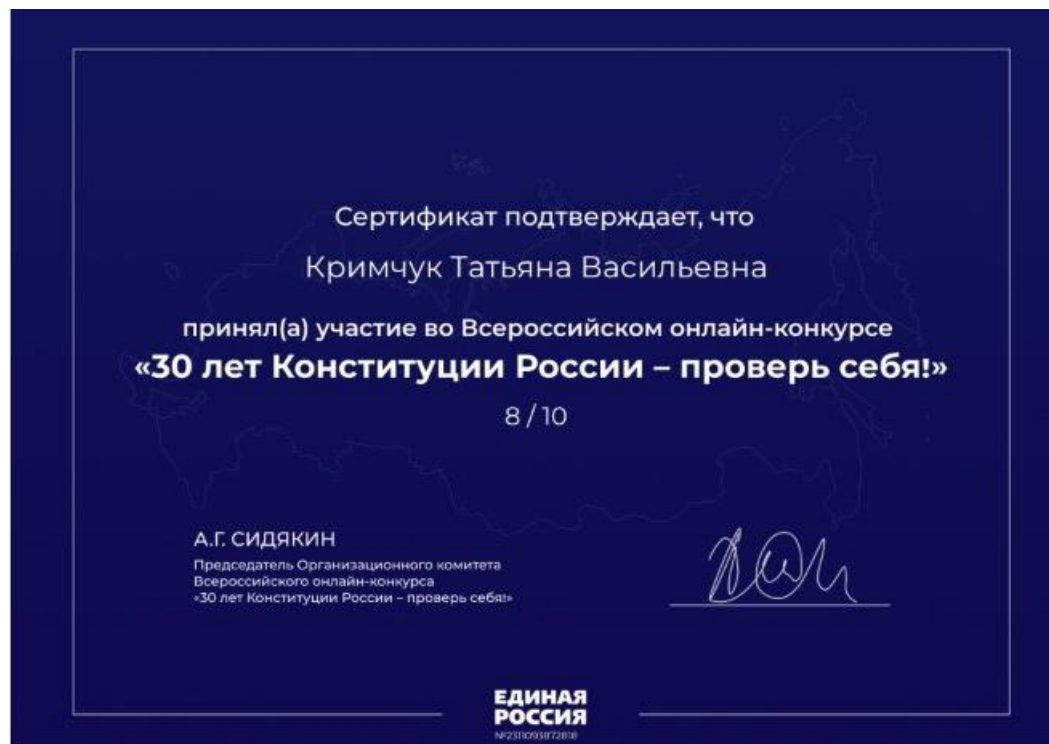 Сертификат подтверждает, что
Кримчук Татьяна Васильевна
принял(а) участие во Всероссийском онлайн-конкурсе
«30 лет Конституции России – проверь себя!»
8 / 10
А.Г. СИДЯКИН
Председатель Организационного комитета
Всероссийского онлайн-конкурса
«30 лет Конституции России – проверь себя!»
ЕДИНАЯ
РОССИЯ